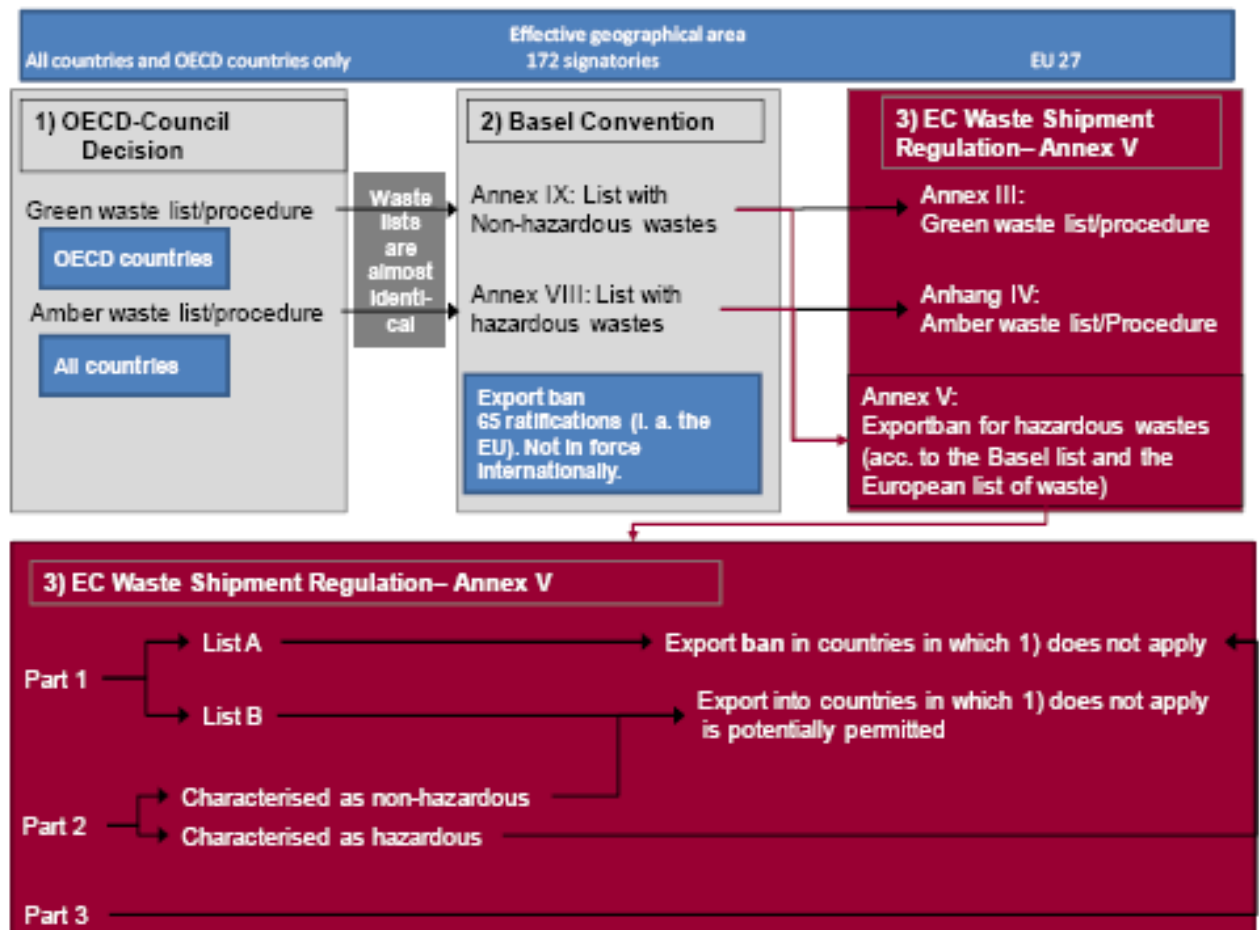 Effective geographical area
All countries and OECD countries only 172 signatories EU 27
1) OECD-Council
Decision
Green waste list/procedure
OECD countries
Amber waste list/procedure
All countries
Waste
lists
are
almost
identi-
cal
2) Basel Convention
Annex IX: List with
Non-hazardous wastes
Annex VIII: List with
hazardous wastes
Export ban
65 ratifications (i. a. the
EU). Not in force
internationally.
3) EC Waste Shipment
Regulation– Annex V
Annex III:
Green waste list/procedure
Anhang IV:
Amber waste list/Procedure
Annex V:
Exportban for hazardous wastes
(acc. to the Basel list and the
European list of waste)
3) EC Waste Shipment Regulation– Annex V
Part 1
List A
Export ban in countries in which 1) does not apply
List B
Export into countries in which 1) does not apply
is potentially permitted
Part 2
Characterised as non-hazardous
Characterised as hazardous
Part 3